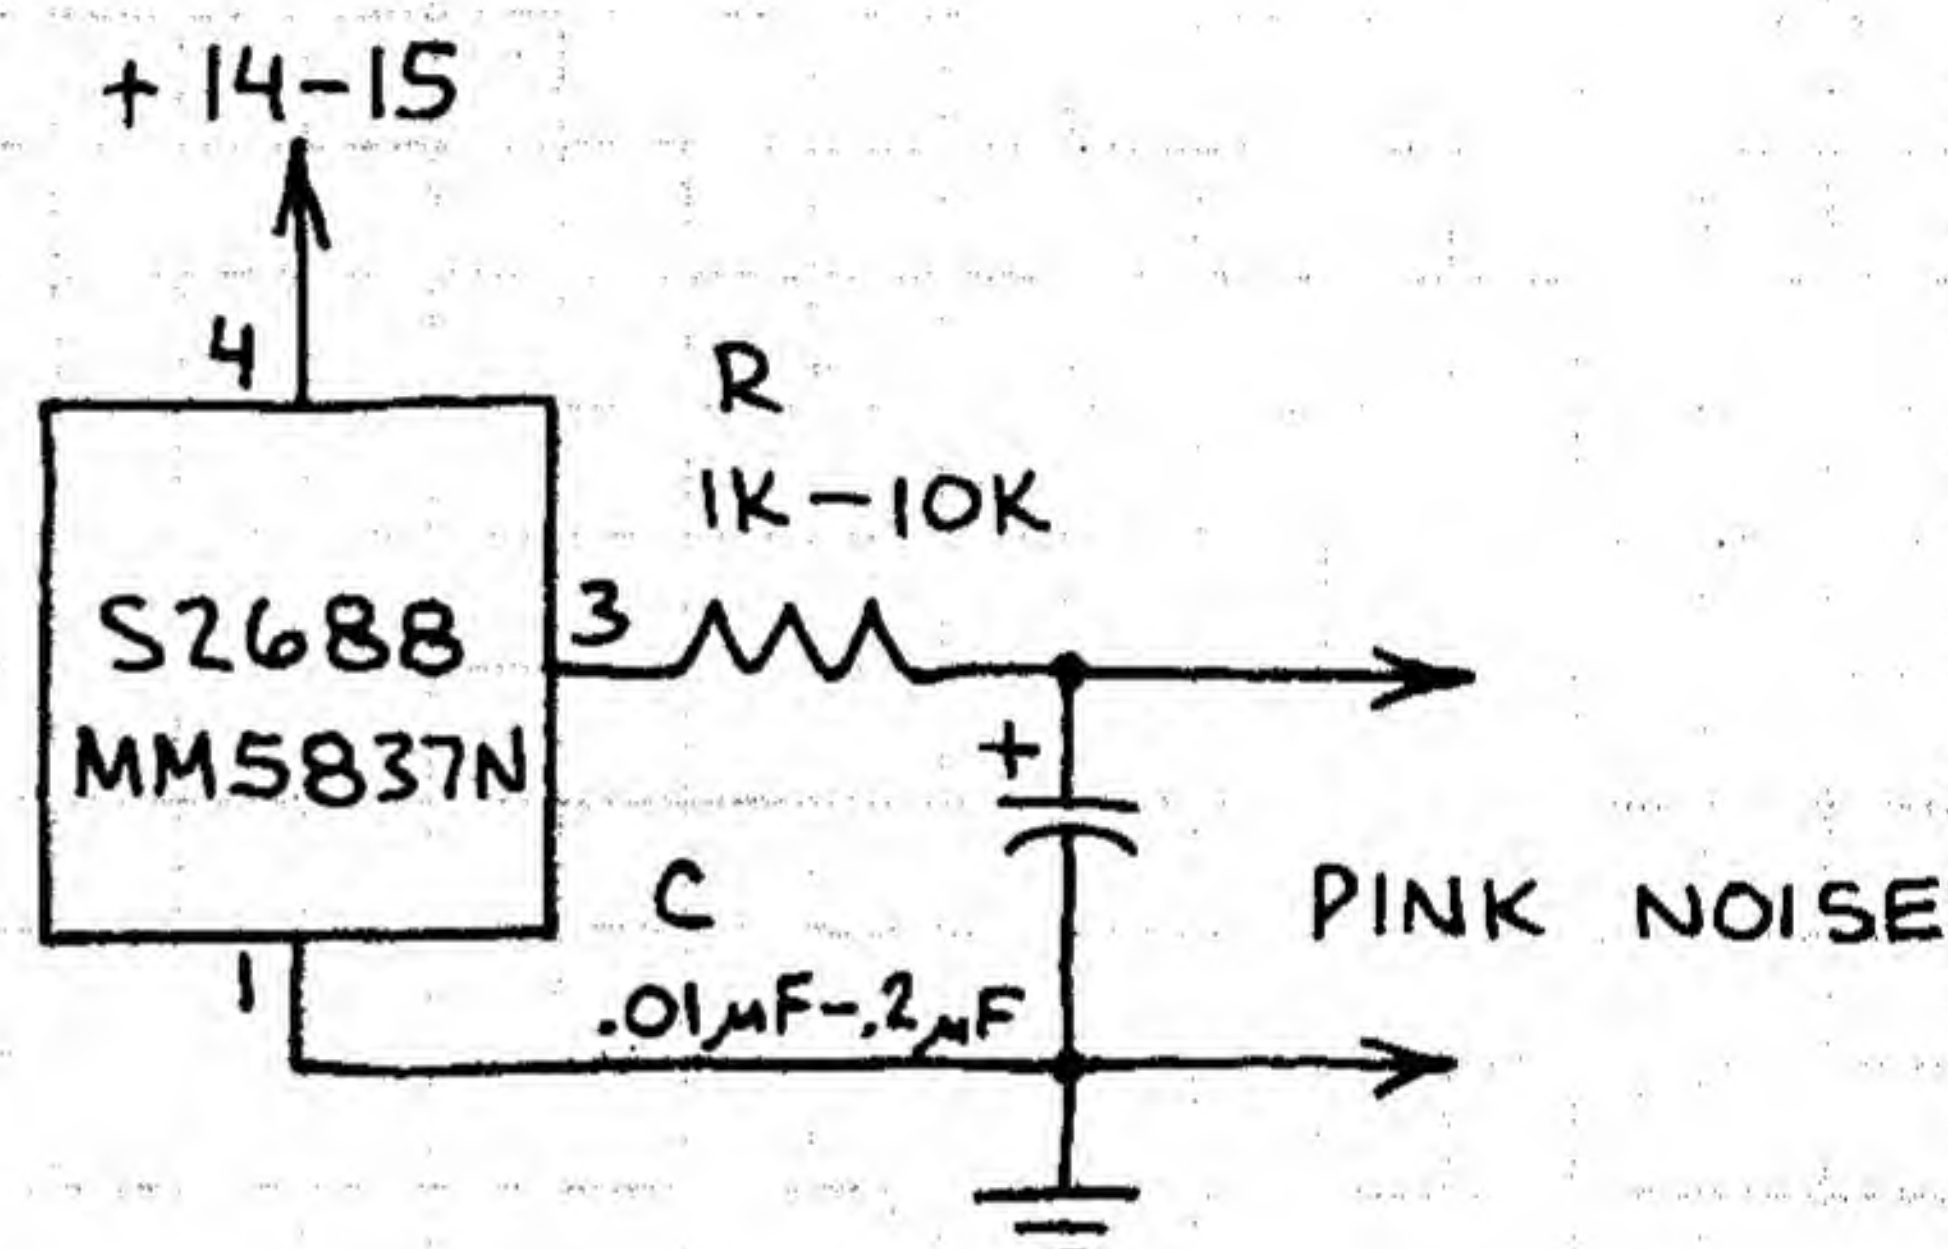 + 14-15
4
R
1K-10K
3
S2688
MM5837N
+
C
PINK NOISE
1
.01µF-.2µF